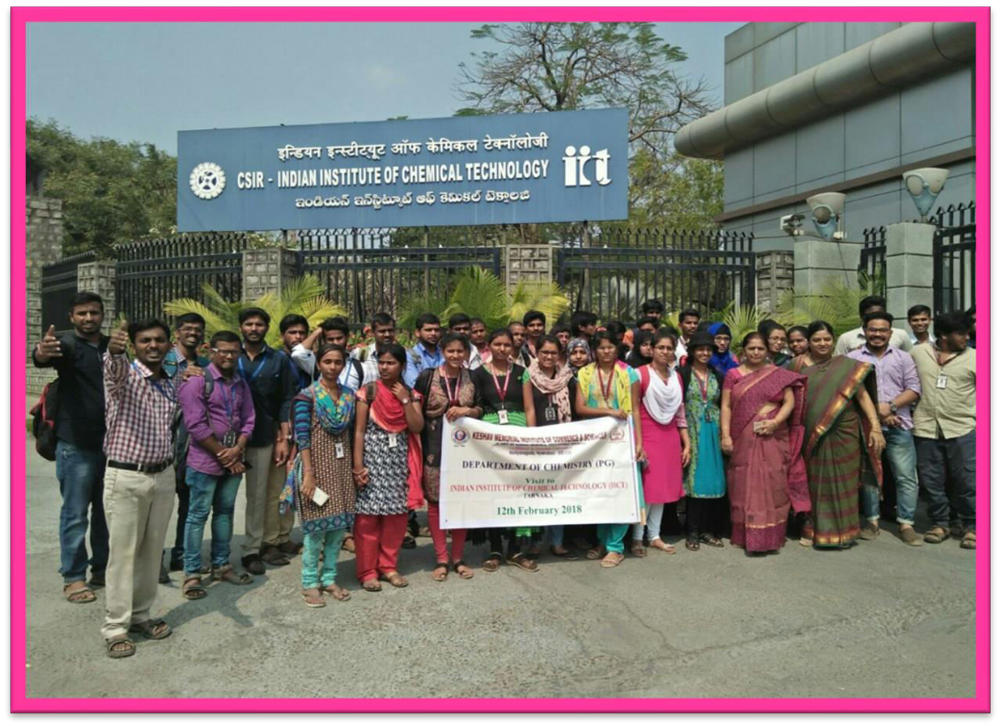 इन्डियन इन्स्टीटयूट ऑफ केमिकल टेक्नॉलोजी
CSIR - INDIAN INSTITUTE OF CHEMICAL TECHNOLOGY
iict
ఇండియన్ ఇన్‌స్టిట్యూట్ ఆఫ్ కెమికల్ టెక్నాలజి
KESHAV MEMORIAL INSTITUTE OF COMMERCE & SCIENCES
DEPARTMENT OF CHEMISTRY (PG)
Visit to
INDIAN INSTITUTE OF CHEMICAL TECHNOLOGY (IICT)
TARNAKA
12th February 2018